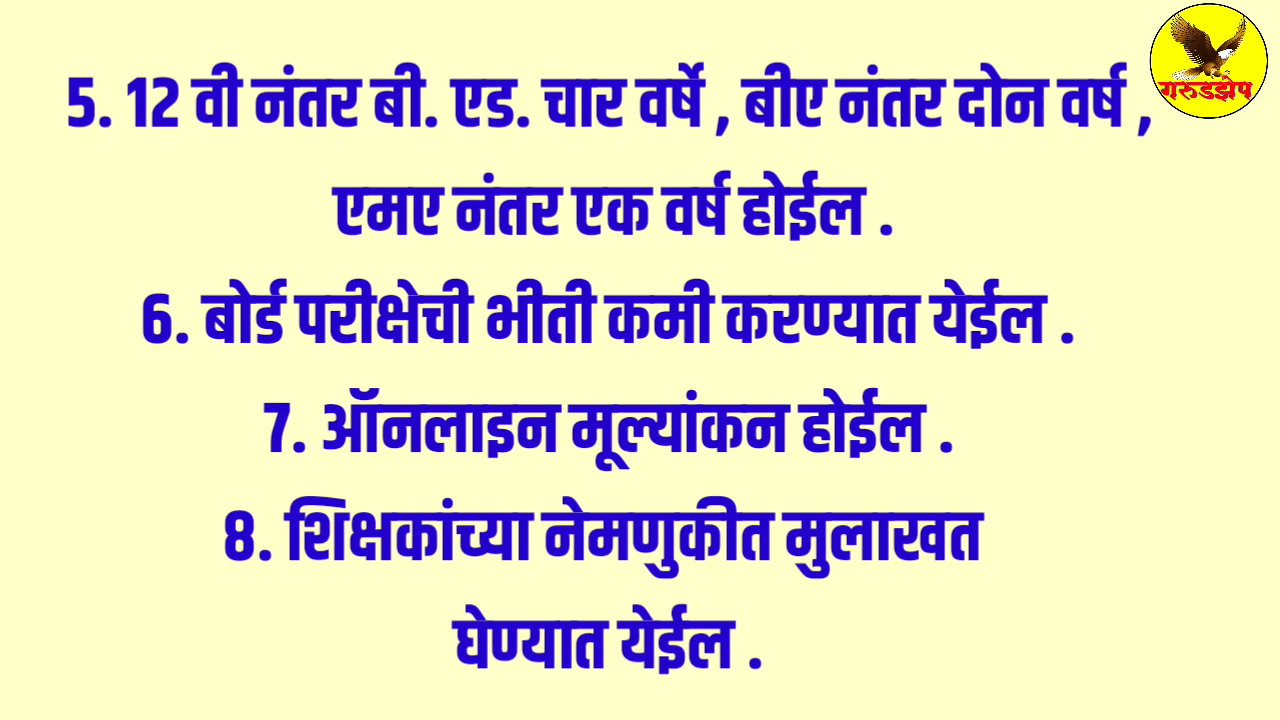 5. 12 वी नंतर बी. एड. चार वर्षे , बीए नंतर दोन वर्ष ,
एमए नंतर एक वर्ष होईल .
6. बोर्ड परीक्षेची भीती कमी करण्यात येईल .
7. ऑनलाइन मूल्यांकन होईल .
8. शिक्षकांच्या नेमणुकीत मुलाखत
घेण्यात येईल .
गरुडझेप